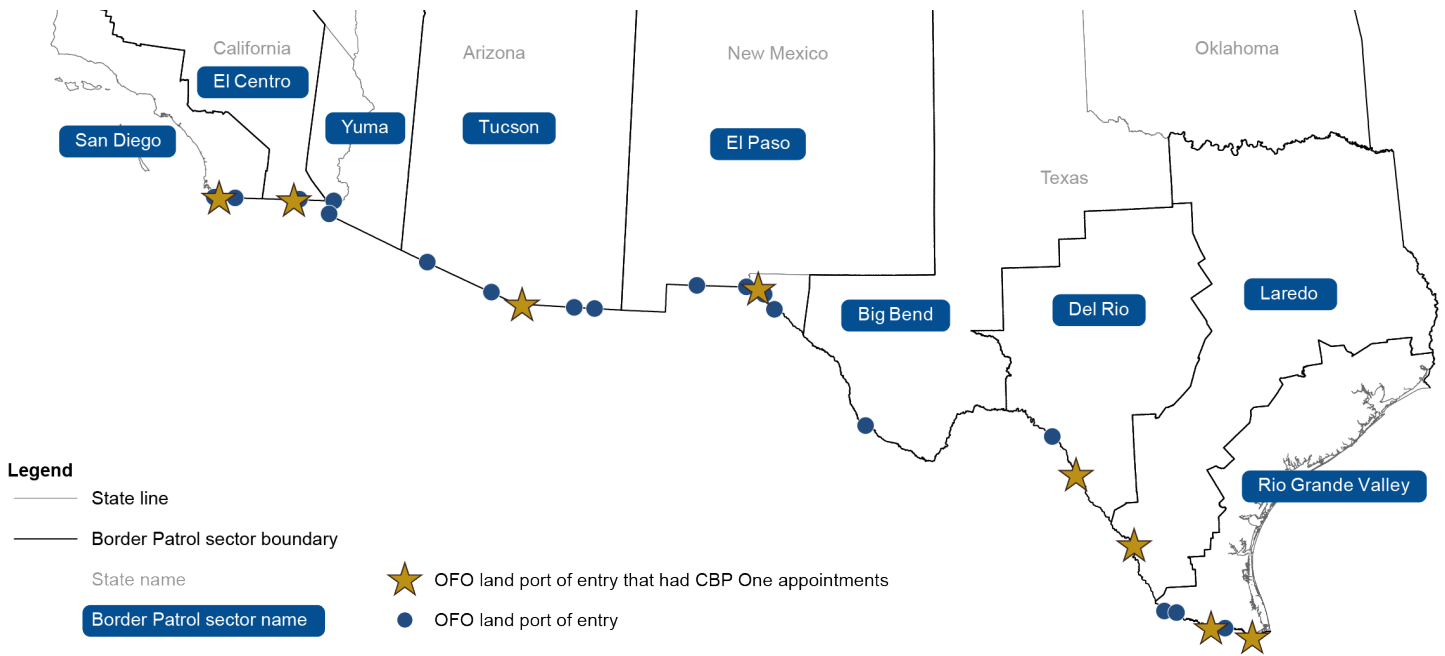 California
Arizona
New Mexico
Oklahoma
El Centro
Yuma
Tucson
San Diego
El Paso
Texas
Big Bend
Del Rio
Laredo
Rio Grande Valley
Legend
State line
Border Patrol sector boundary
State name
Border Patrol sector name
OFO land port of entry that had CBP One appointments
OFO land port of entry